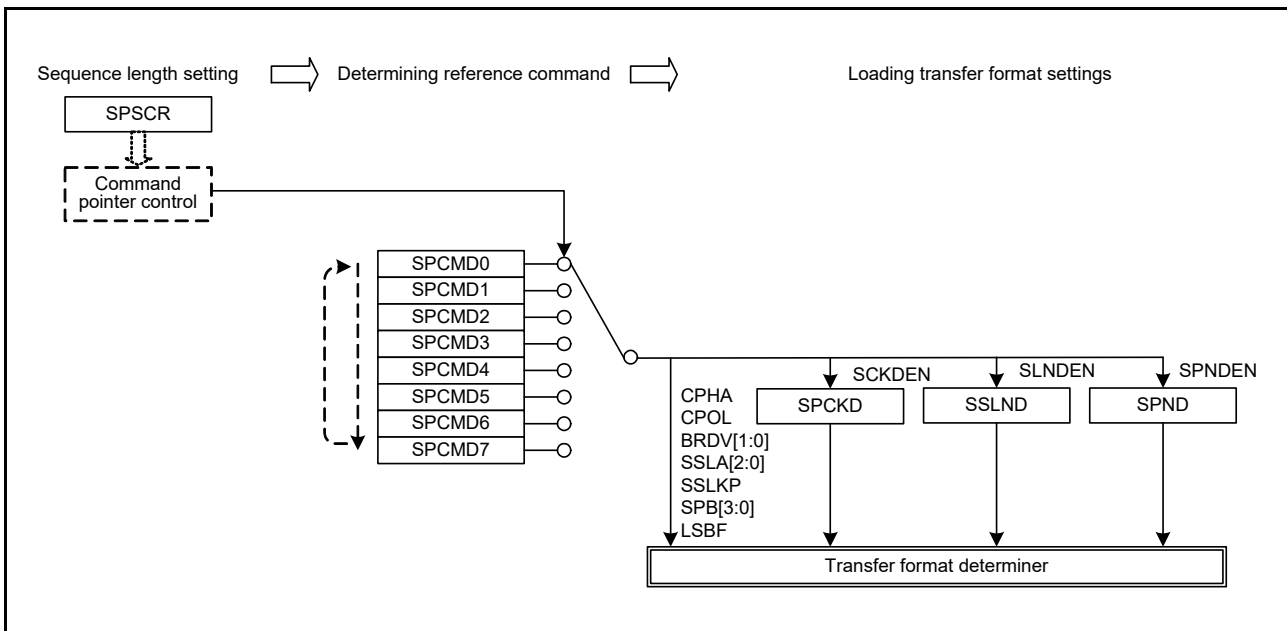 Sequence length setting
Determining reference command
Loading transfer format settings
SPSCR
Command
pointer control
SPCMD0
SPCMD1
SPCMD2
SPCMD3
SPCMD4
SPCMD5
SPCMD6
SPCMD7
CPHA
CPOL
BRDV[1:0]
SSLA[2:0]
SSLKP
SPB[3:0]
LSBF
SCKDEN
SPCKD
SLNDEN
SSLND
SPNDEN
SPND
Transfer format determiner